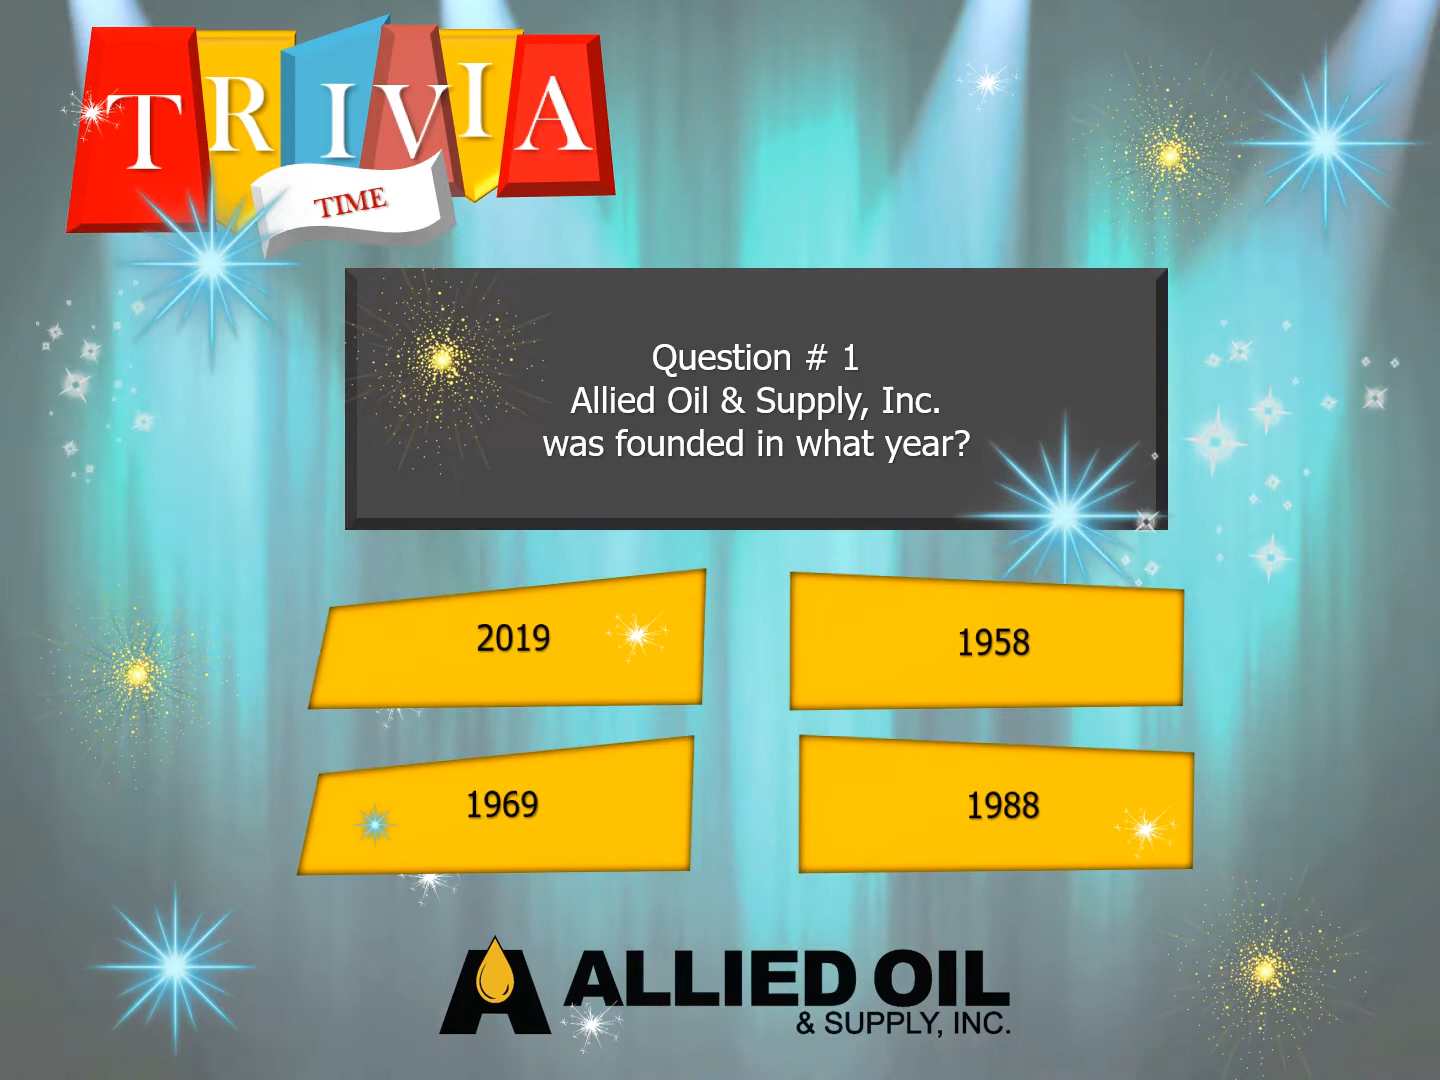 TRIVIA
TIME
Question # 1
Allied Oil & Supply, Inc.
was founded in what year?
2019
1958
1969
1988
ALLIED OIL
& SUPPLY, INC.